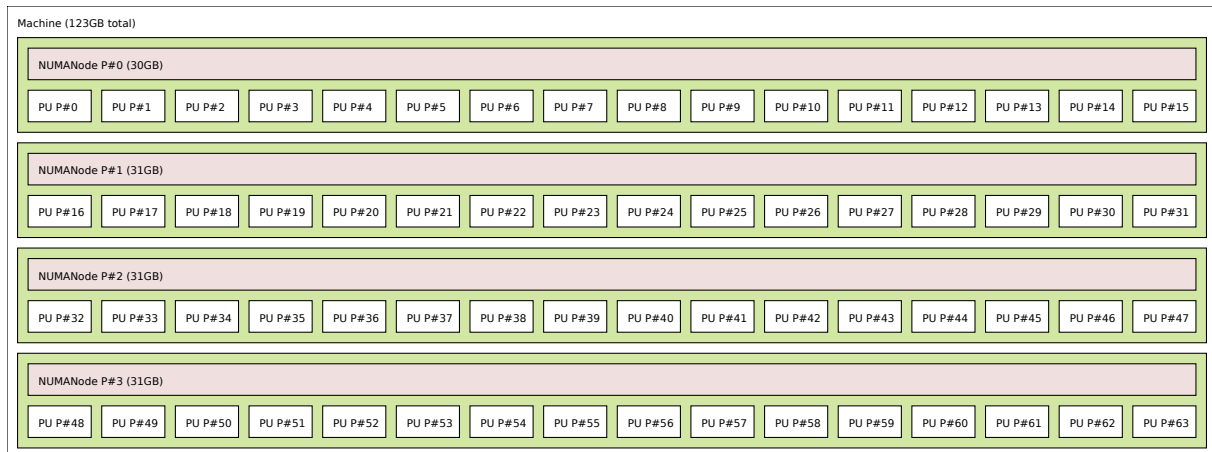 Machine (123GB total)
NUMANode P#0 (30GB)
PU P#0 PU P#1 PU P#2 PU P#3 PU P#4 PU P#5 PU P#6 PU P#7 PU P#8 PU P#9 PU P#10 PU P#11 PU P#12 PU P#13 PU P#14 PU P#15
NUMANode P#1 (31GB)
PU P#16 PU P#17 PU P#18 PU P#19 PU P#20 PU P#21 PU P#22 PU P#23 PU P#24 PU P#25 PU P#26 PU P#27 PU P#28 PU P#29 PU P#30 PU P#31
NUMANode P#2 (31GB)
PU P#32 PU P#33 PU P#34 PU P#35 PU P#36 PU P#37 PU P#38 PU P#39 PU P#40 PU P#41 PU P#42 PU P#43 PU P#44 PU P#45 PU P#46 PU P#47
NUMANode P#3 (31GB)
PU P#48 PU P#49 PU P#50 PU P#51 PU P#52 PU P#53 PU P#54 PU P#55 PU P#56 PU P#57 PU P#58 PU P#59 PU P#60 PU P#61 PU P#62 PU P#63